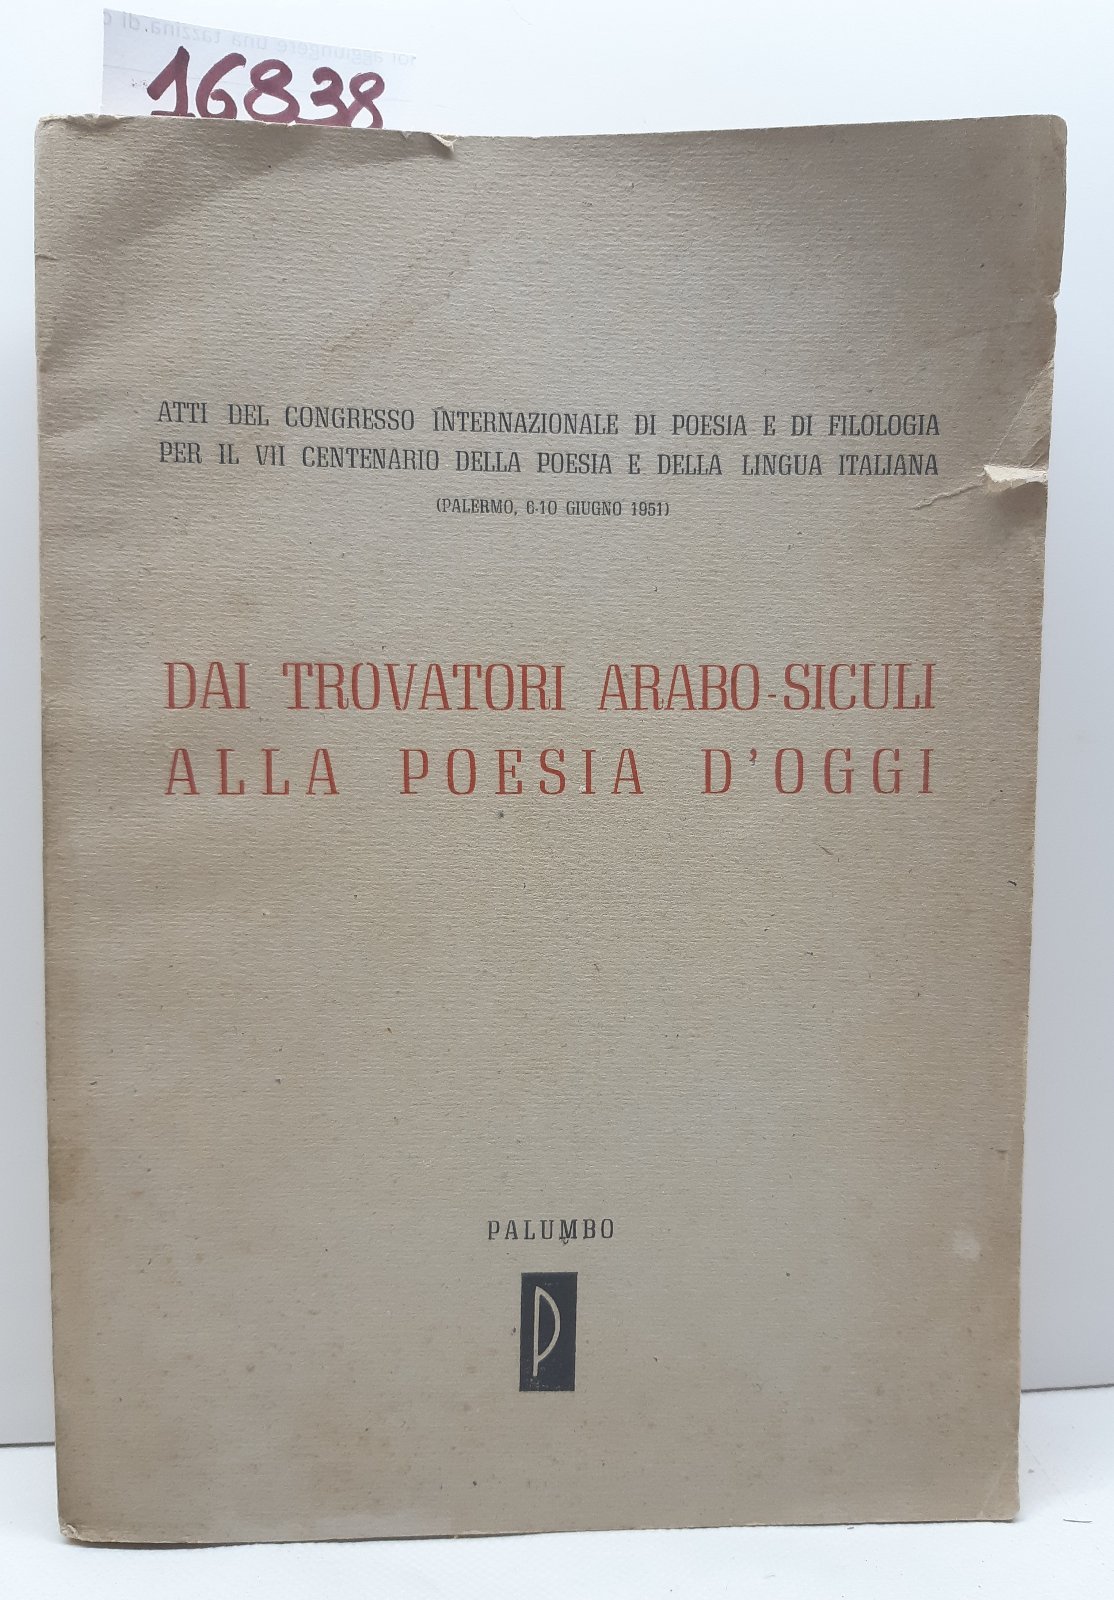 16838
ATTI DEL CONGRESSO INTERNAZIONALE DI POESIA E DI FILOLOGIA
PER IL VII CENTENARIO DELLA POESIA E DELLA LINGUA ITALIANA
(PALERMO, 6-10 GIUGNO 1951)
DAI TROVATORI ARABO-SICULI
ALLA POESIA D'OGGI
PALUMBO
P